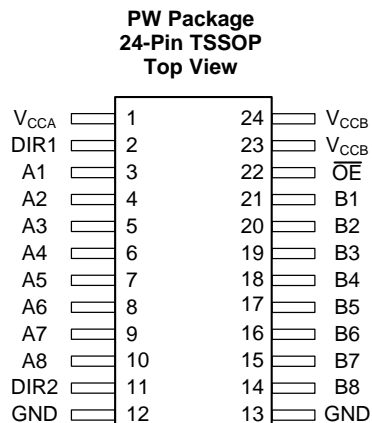 PW Package
24-Pin TSSOP
Top View
VCCA 1 24 VCCB
DIR1 2 23 VCCB
A1 3 22 O̅E̅
A2 4 21 B1
A3 5 20 B2
A4 6 19 B3
A5 7 18 B4
A6 8 17 B5
A7 9 16 B6
A8 10 15 B7
DIR2 11 14 B8
GND 12 13 GND